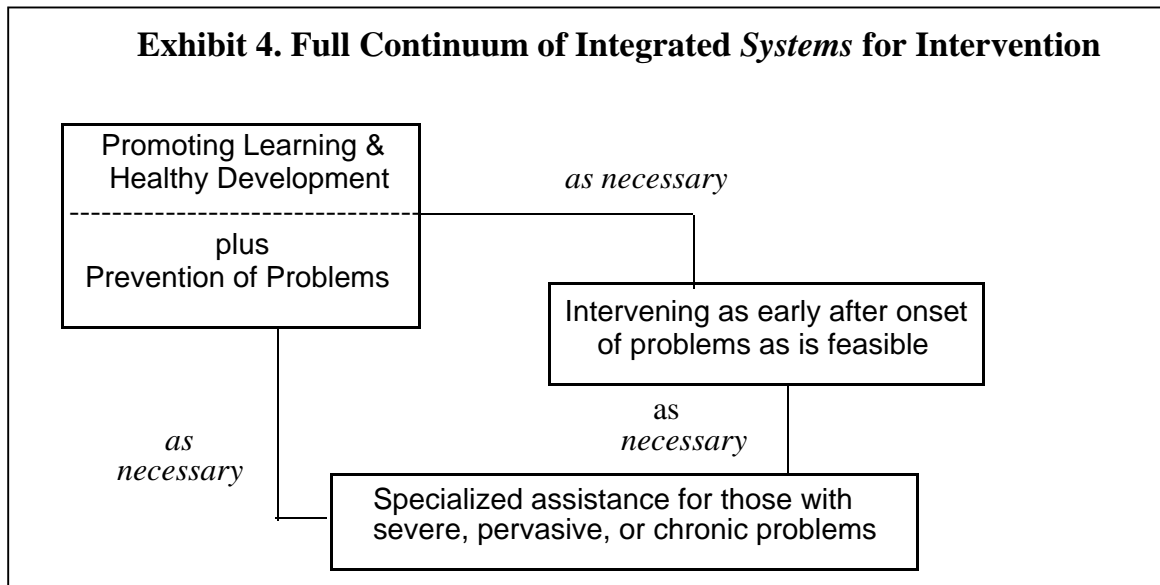 Exhibit 4. Full Continuum of Integrated Systems for Intervention
Promoting Learning &
Healthy Development
plus
Prevention of Problems
as necessary
Intervening as early after onset
of problems as is feasible
as
necessary
as
necessary
Specialized assistance for those with
severe, pervasive, or chronic problems